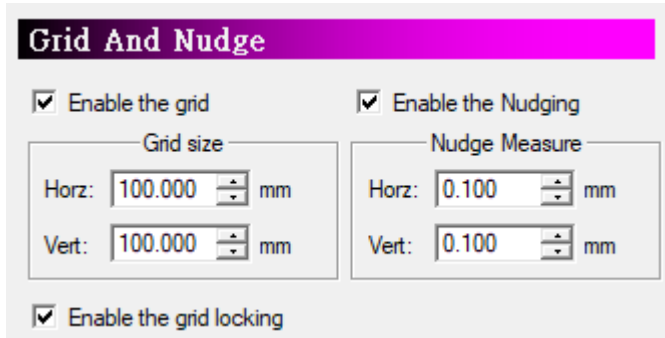 Grid And Nudge
Enable the grid
Enable the Nudging
Grid size
Nudge Measure
Horz: 100.000 mm
Horz: 0.100 mm
Vert: 100.000 mm
Vert: 0.100 mm
Enable the grid locking